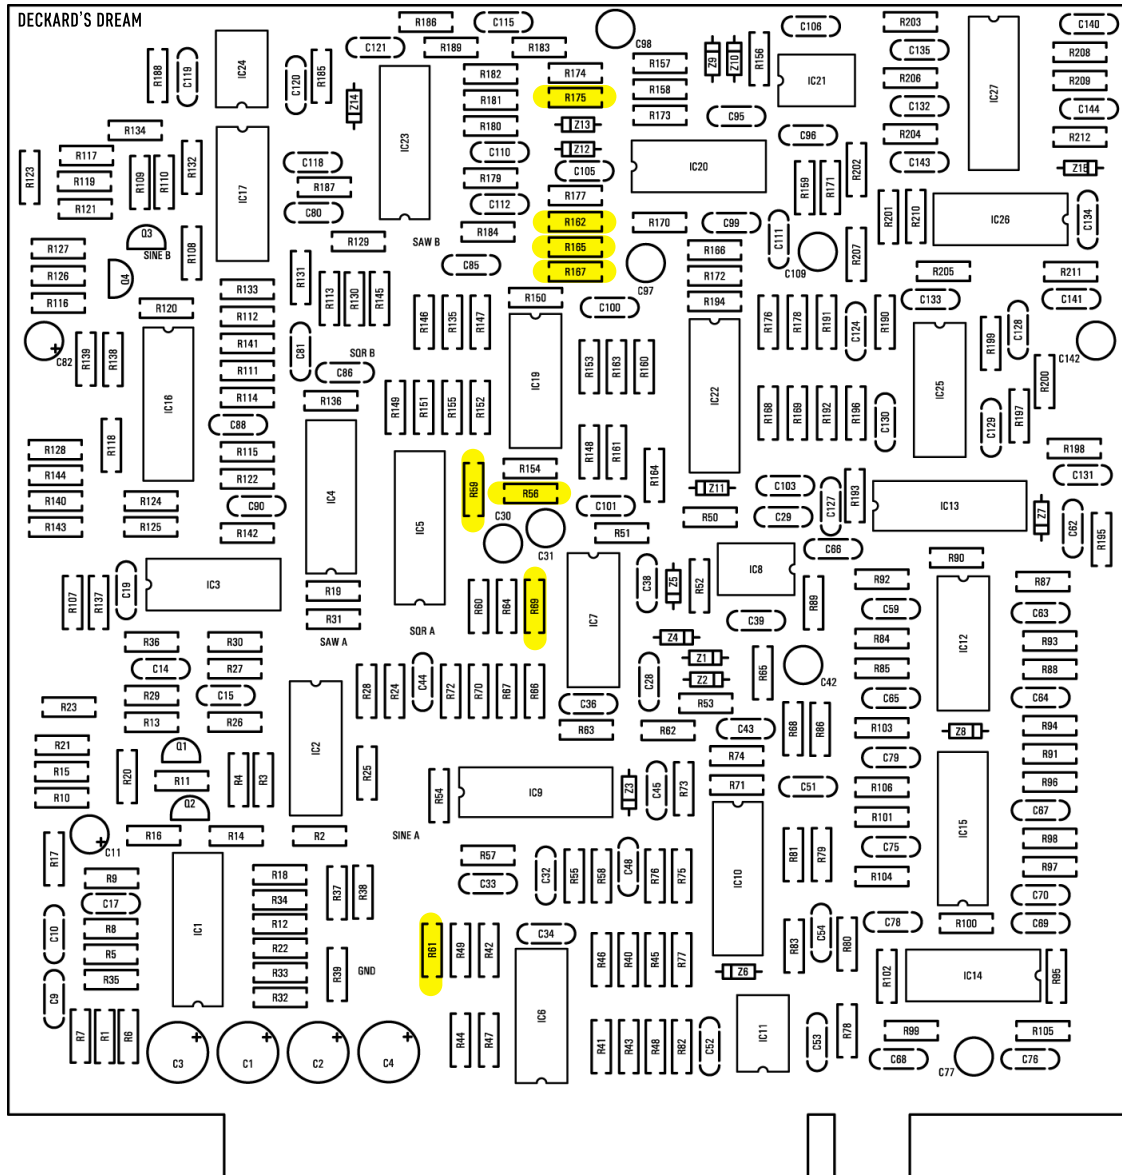 DECKARD'S DREAM
R186
C115
C98
C106
R203
C140
C121
R189
R183
R156
C135
R208
R188
C119
IC24
C120
R185
R182
R174
R157
Z9
Z10
IC21
R206
IC27
R209
Z14
IC23
R181
R175
R158
C132
C144
R173
C95
R134
R180
Z13
C96
R204
R212
R117
R132
IC17
C118
C110
Z12
IC20
R202
C143
Z15
R123
R119
R109
R110
R187
R179
C105
R159
R171
R121
C80
C112
R177
R201
R210
IC26
C134
Q3
SINE B
R108
R129
SAW B
R184
R162
R170
C99
C111
C109
R207
R127
R165
R166
R126
Q4
R131
C85
R167
C97
R172
R205
R211
R116
R133
R113
R130
R145
R150
C100
R194
C133
C141
R120
R112
R146
R135
R147
R176
R178
R191
C124
R190
C128
C82
R139
R138
IC16
R141
C81
SQR B
IC19
R153
R163
R160
IC22
IC25
R199
C142
R111
C86
R200
R114
R136
R149
R151
R155
R152
R168
R169
R192
R196
C130
C129
R197
C88
R118
R128
R115
R148
R161
R198
R144
R122
IC4
IC5
R59
R154
R164
Z11
C103
C127
R193
IC13
C131
R140
R124
C90
R56
C101
R50
C29
Z7
C62
R143
R125
R142
C30
C31
R51
C66
R195
IC3
IC7
C38
Z5
R52
IC8
R90
R107
R137
C19
R19
R60
R64
R69
R89
R92
IC12
R87
R31
C39
C59
C63
R36
R30
SAW A
SQR A
Z4
R84
R93
C14
R27
R28
R24
C44
R72
R70
R67
R66
C28
Z1
R65
C42
R85
R88
R29
C15
IC2
Z2
C65
C64
R23
R13
R26
C36
R53
R68
R86
R103
R94
R63
R62
C43
Z8
R21
Q1
R74
C79
IC15
R91
R15
R20
R11
R4
R3
R25
R54
IC9
Z3
C45
R73
R71
C51
R106
R96
R10
Q2
C67
R16
R14
R2
SINE A
R101
C11
R17
R57
IC10
R81
R79
C75
R98
R9
IC1
R18
R37
R38
C33
C32
R55
R58
C48
R76
R75
R104
R97
C17
R34
C70
C10
R8
R12
R61
R49
R42
C34
R83
C54
R80
C78
R100
C69
R5
R22
R39
GND
R46
R40
R45
R77
C9
R35
R33
Z6
R102
IC14
R95
R32
IC6
R7
R1
R6
R44
R47
R41
R43
R48
R82
C52
IC11
C53
R78
R99
R105
C3
C1
C2
C4
C68
C77
C76